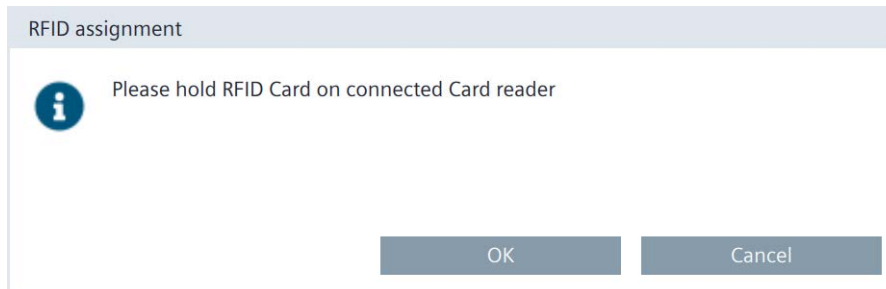 RFID assignment
Please hold RFID Card on connected Card reader
OK Cancel